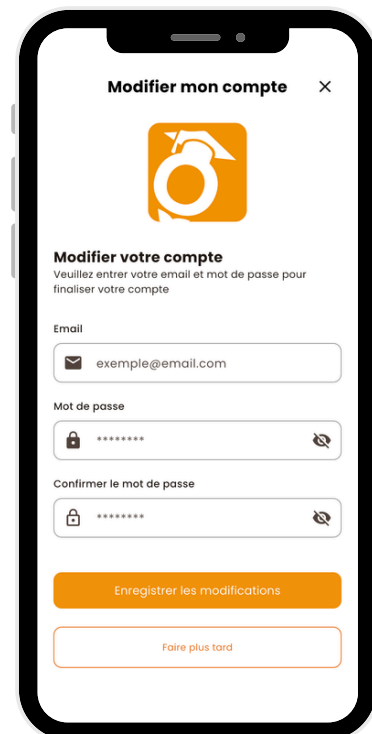 Modifier mon compte
Modifier votre compte
Veuillez entrer votre email et mot de passe pour
finaliser votre compte
Email
exemple@email.com
Mot de passe
********
Confirmer le mot de passe
********
Enregistrer les modifications
Faire plus tard